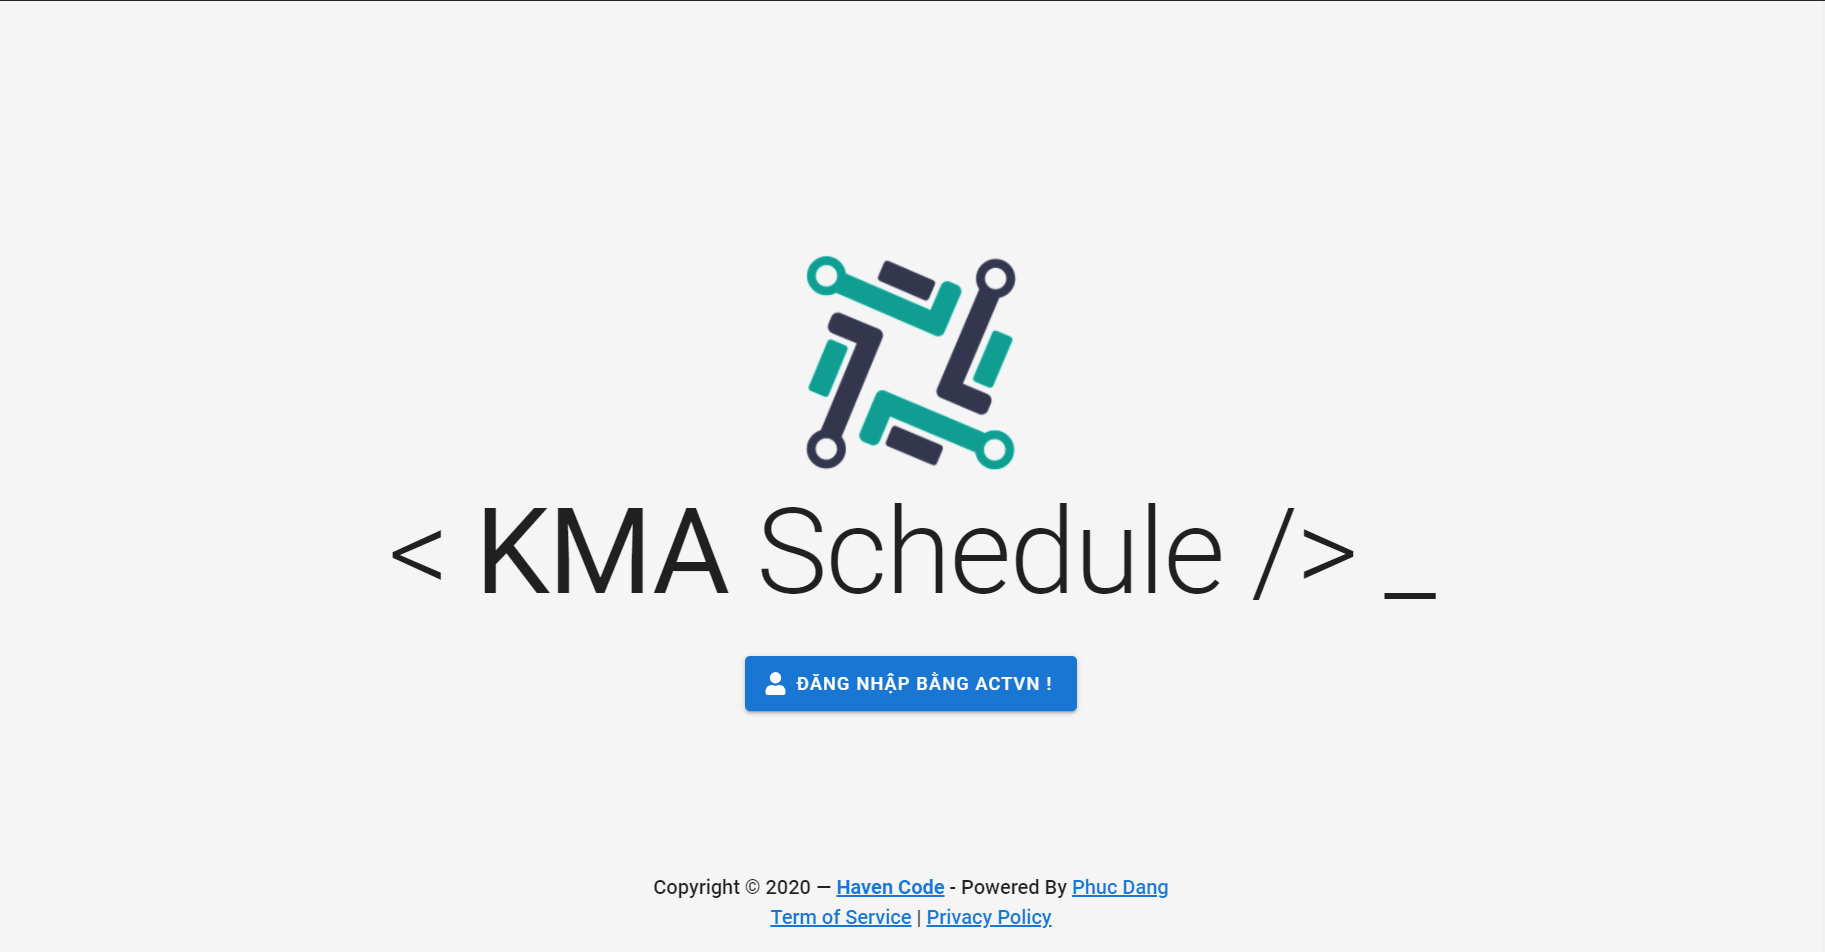 < KMA Schedule /> _
ĐĂNG NHẬP BẰNG ACTVN !
Copyright © 2020 — Haven Code - Powered By Phuc Dang
Term of Service | Privacy Policy